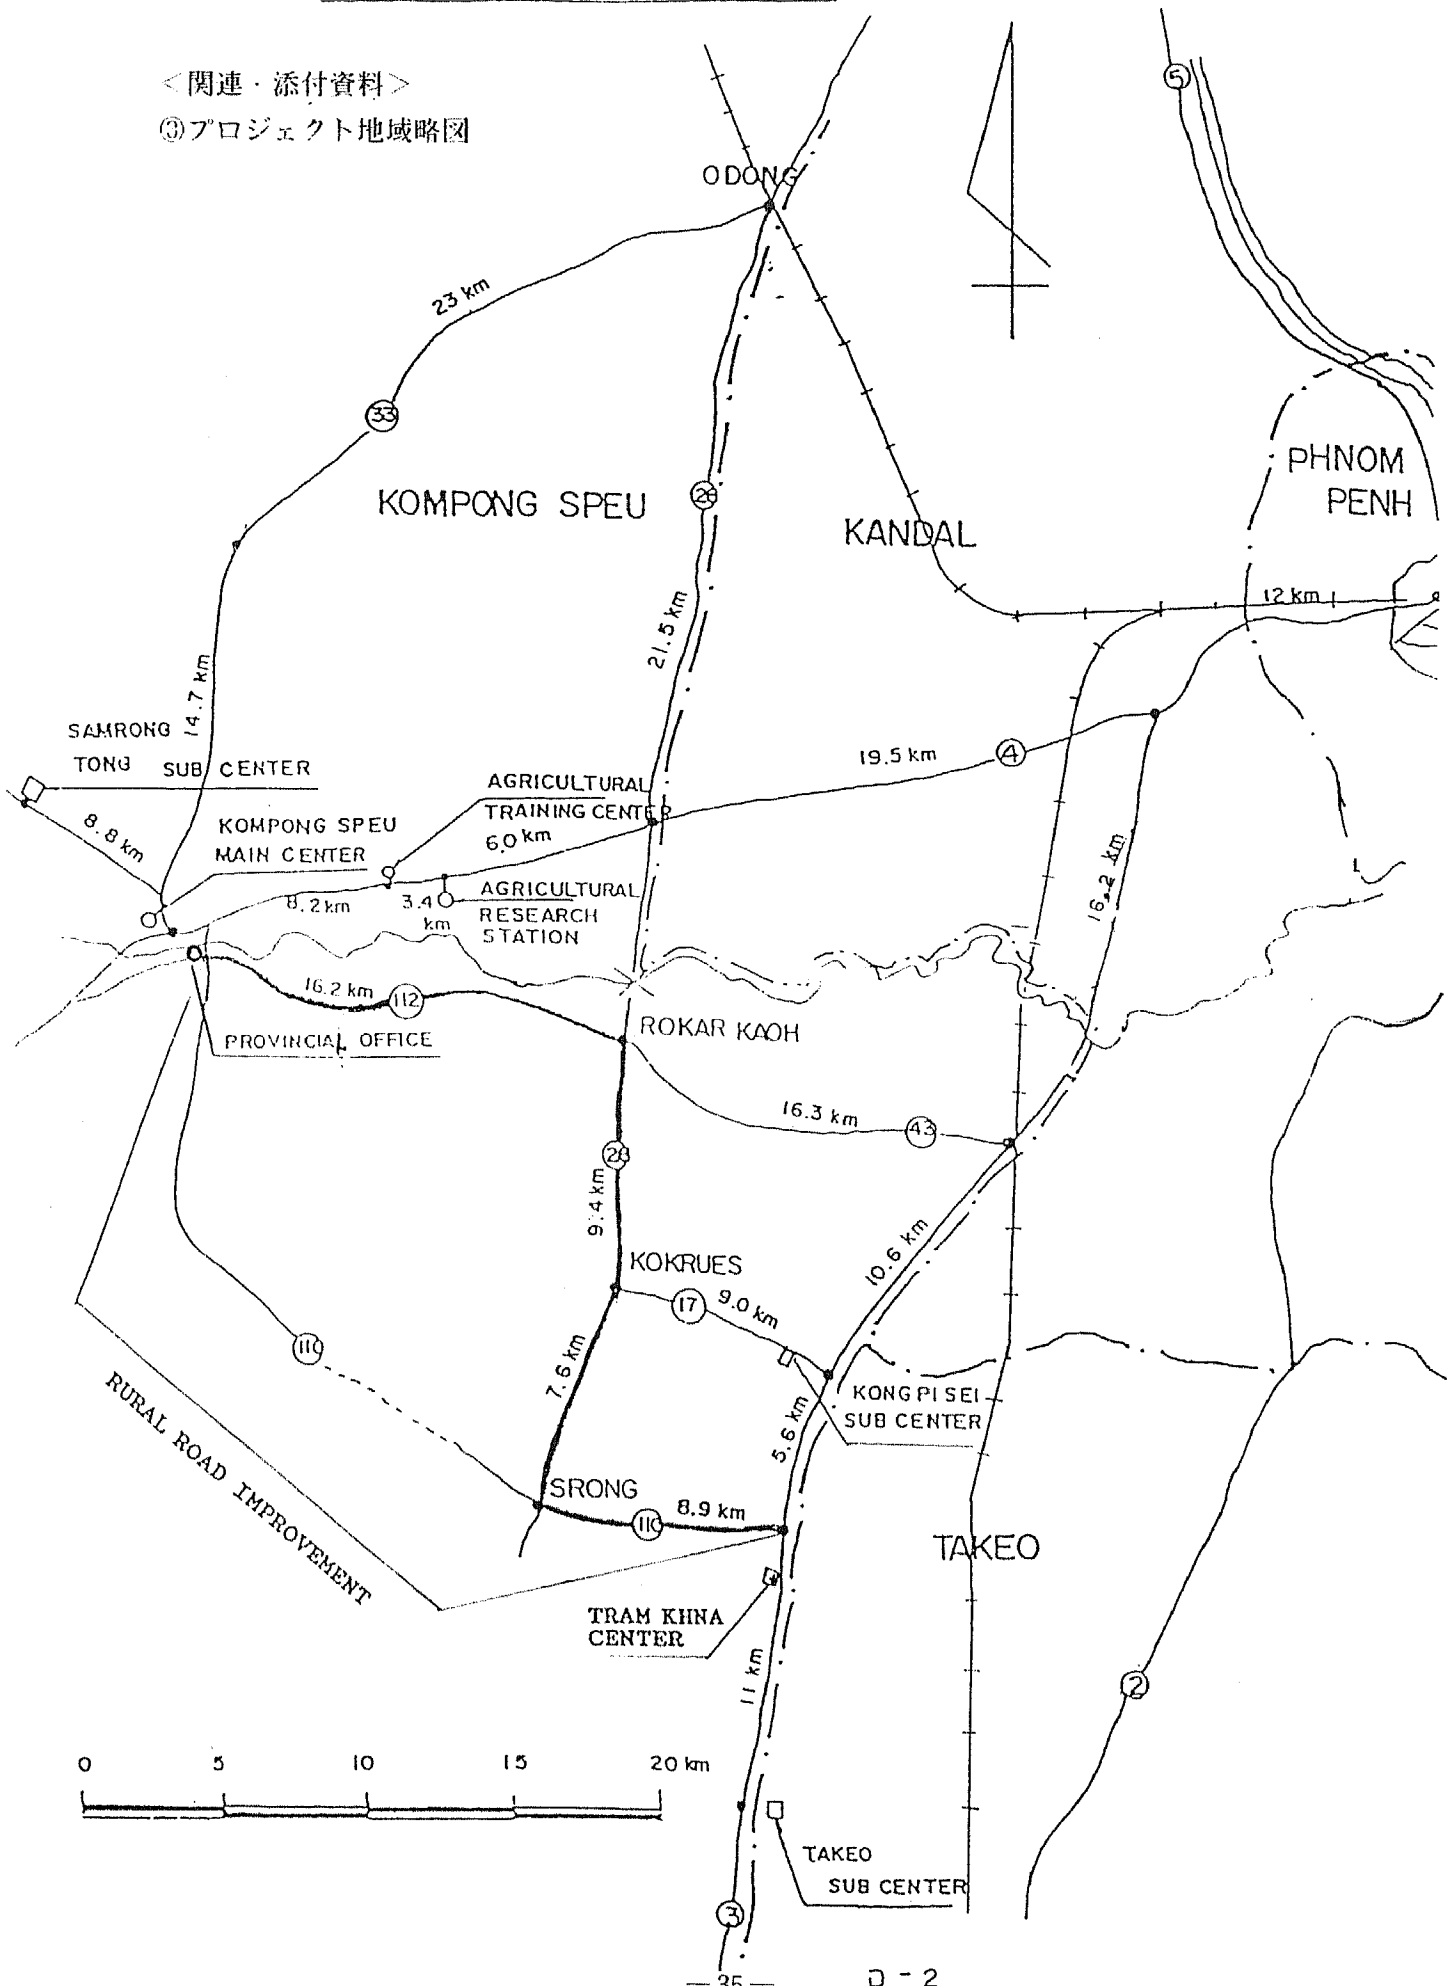 ＜関連・添付資料＞
③プロジェクト地域略図
5
ODONG
23 km
33
KOMPONG SPEU
26
KANDAL
PHNOM
PENH
12 km
21.5 km
14.7 km
SAMRONG
TONG SUB CENTER
19.5 km
4
AGRICULTURAL
TRAINING CENTER
8.8 km
KOMPONG SPEU
MAIN CENTER
6.0 km
16.2 km
8.2 km
3.4
km
AGRICULTURAL
RESEARCH
STATION
16.2 km
112
ROKAR KAOH
PROVINCIAL OFFICE
16.3 km
43
9.4 km
10.6 km
KOKRUES
17
9.0 km
7.6 km
KONG PI SEI
SUB CENTER
5.6 km
RURAL ROAD IMPROVEMENT
SRONG
8.9 km
TAKEO
TRAM KHNA
CENTER
11 km
2
0 5 10 15 20 km
TAKEO
SUB CENTER
3
— 35 —
D - 2